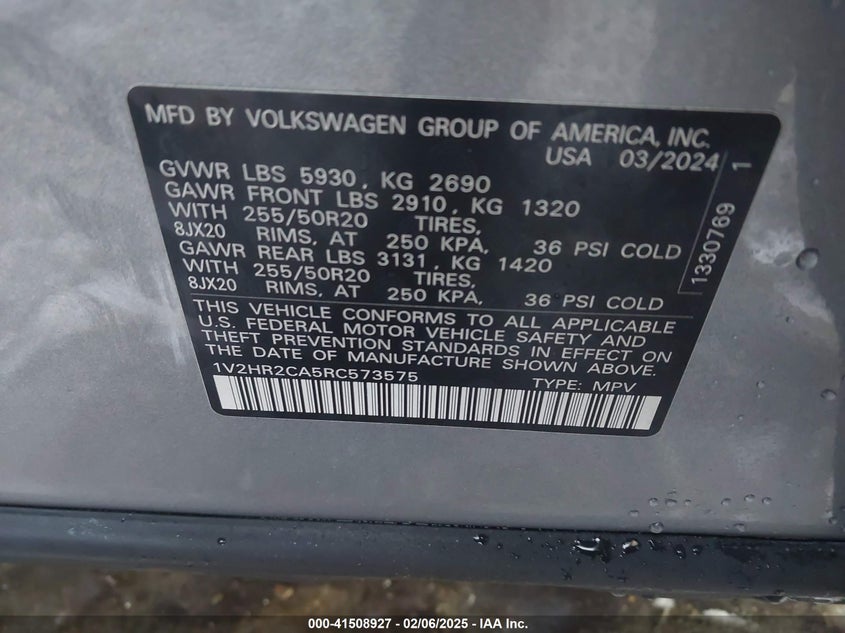 MFD BY VOLKSWAGEN GROUP OF AMERICA, INC.
USA 03/2024
GVWR LBS 5930, KG 2690
GAWR FRONT LBS 2910, KG 1320
WITH 255/50R20 TIRES,
8JX20 RIMS, AT 250 KPA, 36 PSI COLD
GAWR REAR LBS 3131, KG 1420
WITH 255/50R20 TIRES,
8JX20 RIMS, AT 250 KPA, 36 PSI COLD
THIS VEHICLE CONFORMS TO ALL APPLICABLE
U.S. FEDERAL MOTOR VEHICLE SAFETY AND
THEFT PREVENTION STANDARDS IN EFFECT ON
THE DATE OF MANUFACTURE SHOWN ABOVE.
1V2HR2CA5RC573575 TYPE: MPV
1330769 1
000-41508927 - 02/06/2025 - IAA Inc.